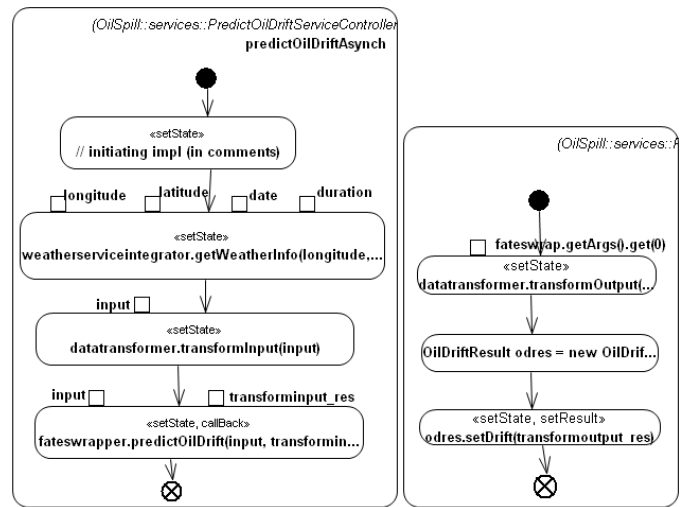 (OilSpill::services::PredictOilDriftServiceController
predictOilDriftAsynch
«setState»
// initiating impl (in comments)
longitude
latitude
date
duration
«setState»
weatherserviceintegrator.getWeatherInfo(longitude,...
input
«setState»
datatransformer.transformInput(input)
input
transforminput_res
«setState, callBack»
fateswrapper.predictOilDrift(input, transformin...
(OilSpill::services::P
fateswrap.getArgs().get(0)
«setState»
datatransformer.transformOutput(...
OilDriftResult odres = new OilDrif...
«setState, setResult»
odres.setDrift(transformoutput_res)